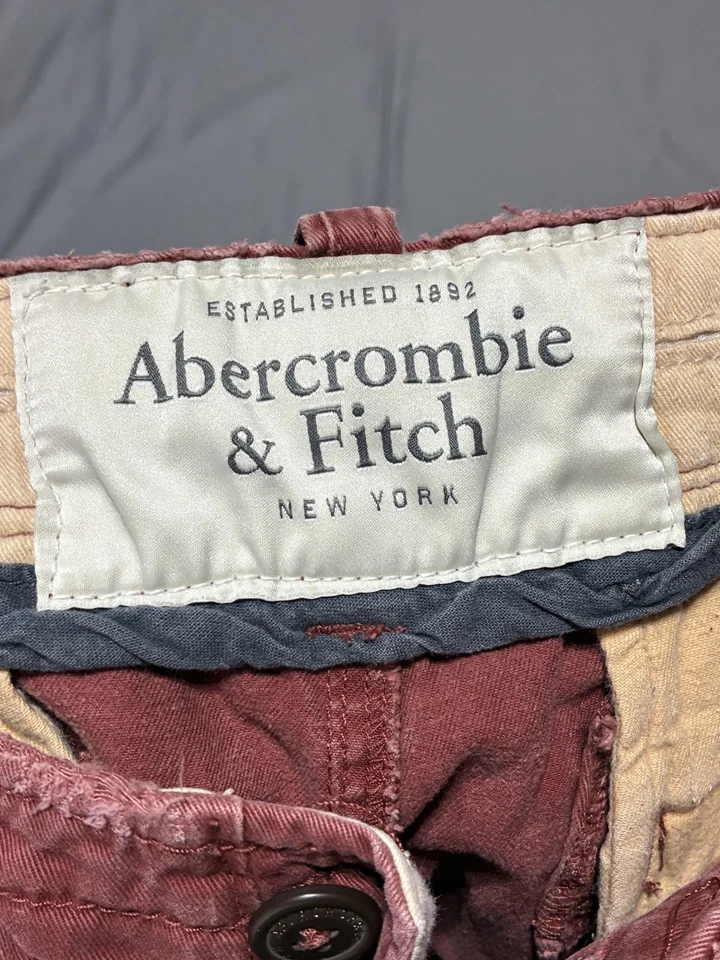 ESTABLISHED 1892
Abercrombie
& Fitch
NEW YORK